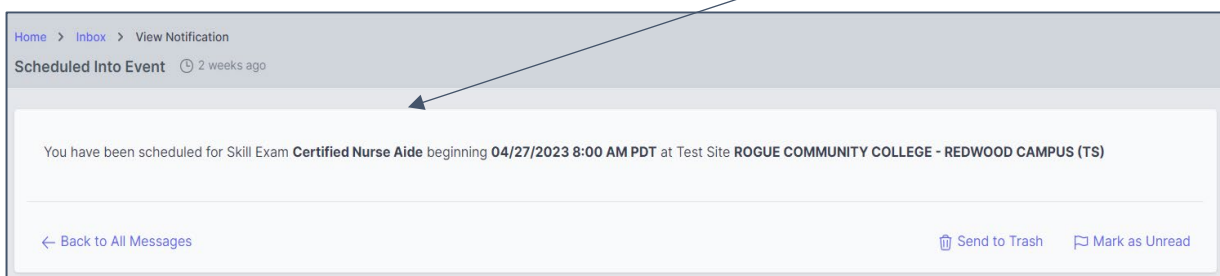 Home > Inbox > View Notification
Scheduled Into Event 2 weeks ago
You have been scheduled for Skill Exam Certified Nurse Aide beginning 04/27/2023 8:00 AM PDT at Test Site ROGUE COMMUNITY COLLEGE - REDWOOD CAMPUS (TS)
← Back to All Messages Send to Trash Mark as Unread